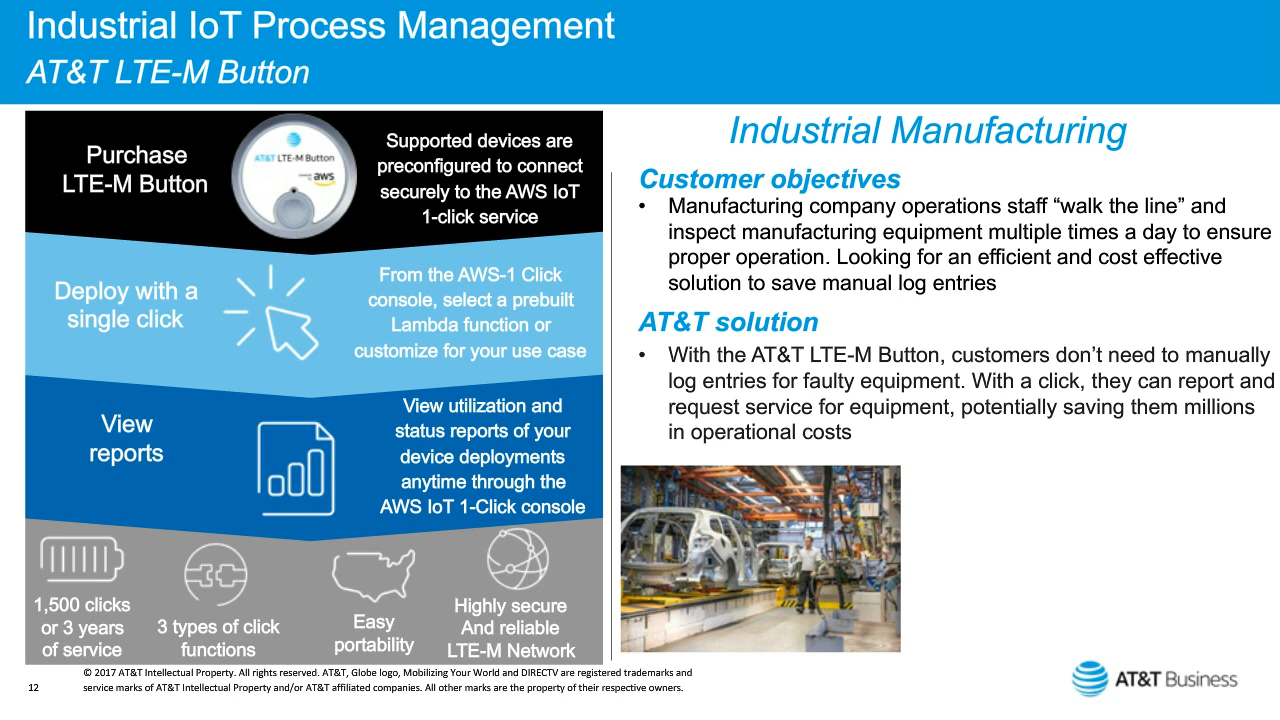 Industrial IoT Process Management
AT&T LTE-M Button
Purchase
LTE-M Button
AT&T LTE-M Button
aws
Supported devices are
preconfigured to connect
securely to the AWS IoT
1-click service
Deploy with a
single click
From the AWS-1 Click
console, select a prebuilt
Lambda function or
customize for your use case
View
reports
View utilization and
status reports of your
device deployments
anytime through the
AWS IoT 1-Click console
1,500 clicks
or 3 years
of service
3 types of click
functions
Easy
portability
Highly secure
And reliable
LTE-M Network
Industrial Manufacturing
Customer objectives
• Manufacturing company operations staff “walk the line” and
inspect manufacturing equipment multiple times a day to ensure
proper operation. Looking for an efficient and cost effective
solution to save manual log entries
AT&T solution
• With the AT&T LTE-M Button, customers don’t need to manually
log entries for faulty equipment. With a click, they can report and
request service for equipment, potentially saving them millions
in operational costs
12
© 2017 AT&T Intellectual Property. All rights reserved. AT&T, Globe logo, Mobilizing Your World and DIRECTV are registered trademarks and
service marks of AT&T Intellectual Property and/or AT&T affiliated companies. All other marks are the property of their respective owners.
AT&T Business